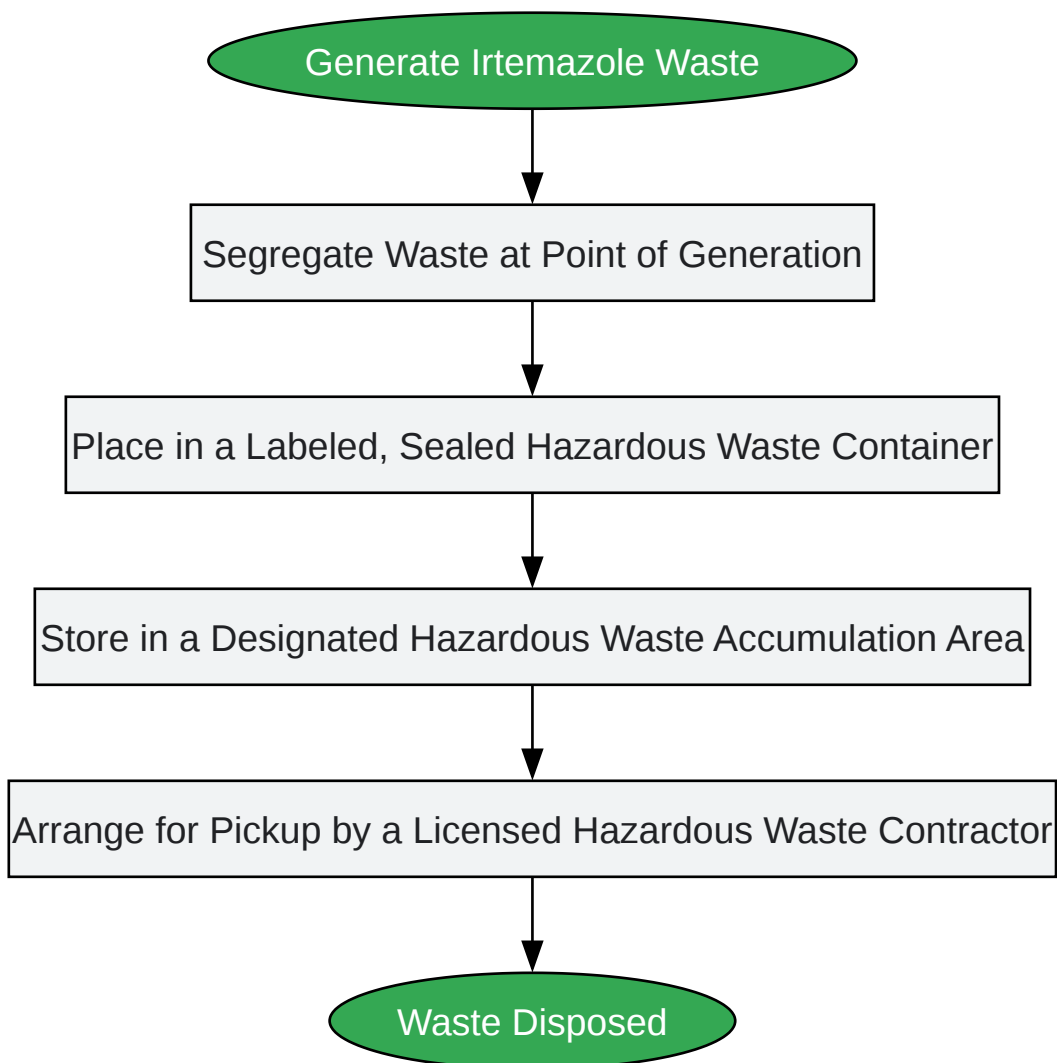 Generate Irtemazole Waste
Segregate Waste at Point of Generation
Place in a Labeled, Sealed Hazardous Waste Container
Store in a Designated Hazardous Waste Accumulation Area
Arrange for Pickup by a Licensed Hazardous Waste Contractor
Waste Disposed